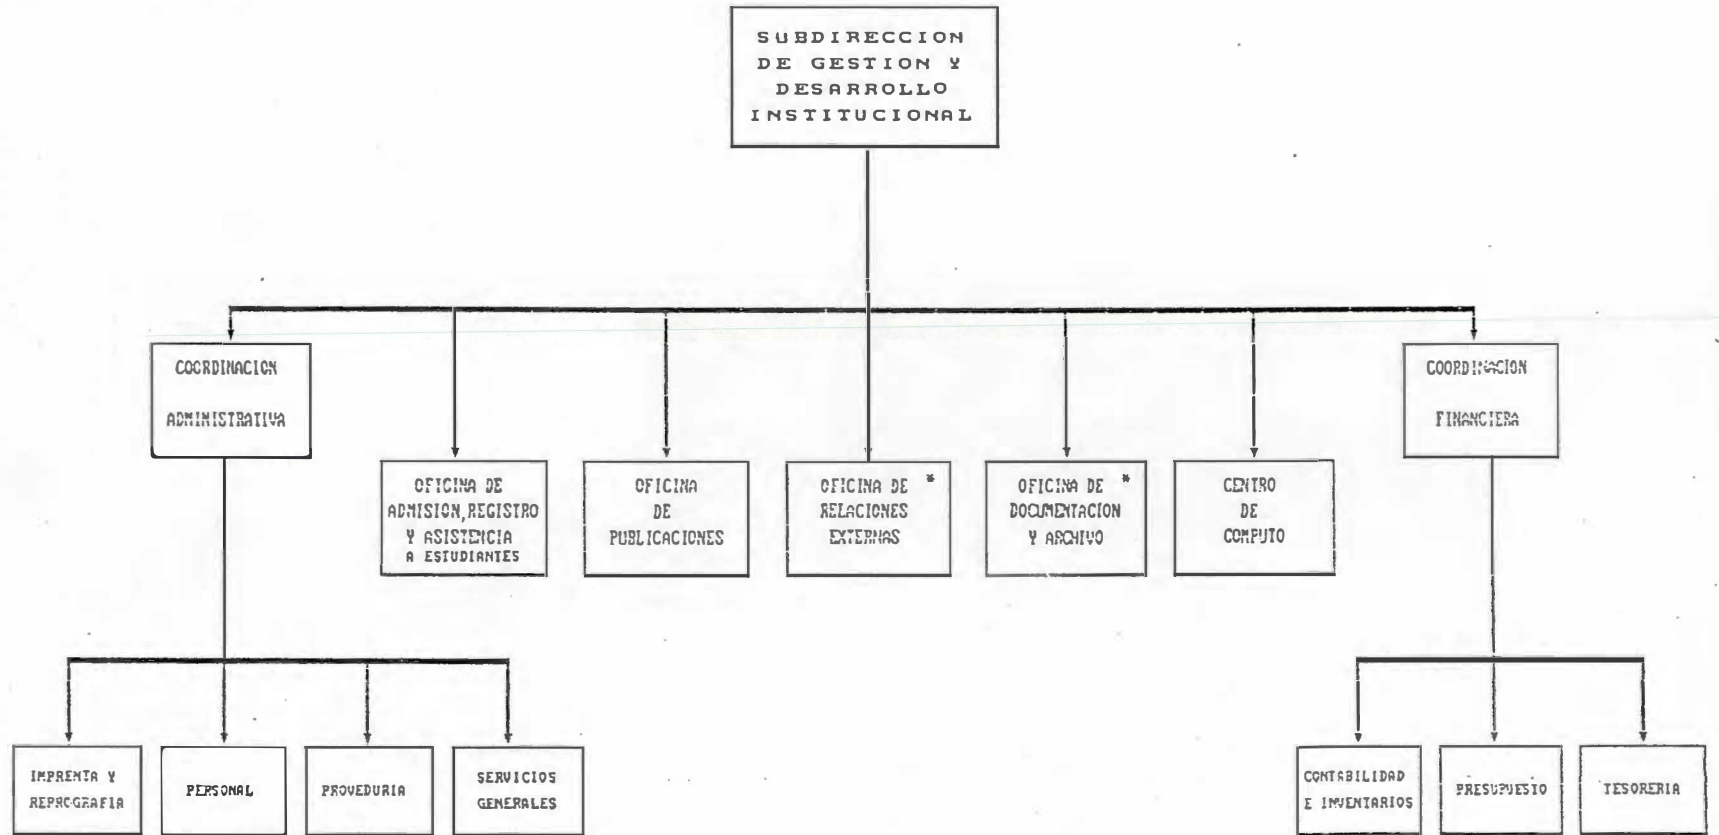 SUBDIRECCION
DE GESTION Y
DESARROLLO
INSTITUCIONAL
COORDINACION
ADMINISTRATIVA
COORDINACION
FINANCIERA
OFICINA DE
ADMISION, REGISTRO
Y ASISTENCIA
A ESTUDIANTES
OFICINA
DE
PUBLICACIONES
OFICINA DE *
RELACIONES
EXTERNAS
OFICINA DE *
DOCUMENTACION
Y ARCHIVO
CENTRO
DE
COMPUTO
IMPRENTA Y
REPROGRAFIA
PERSONAL
PROVEDURIA
SERVICIOS
GENERALES
CONTABILIDAD
E INVENTARIOS
PRESUPUESTO
TESORERIA